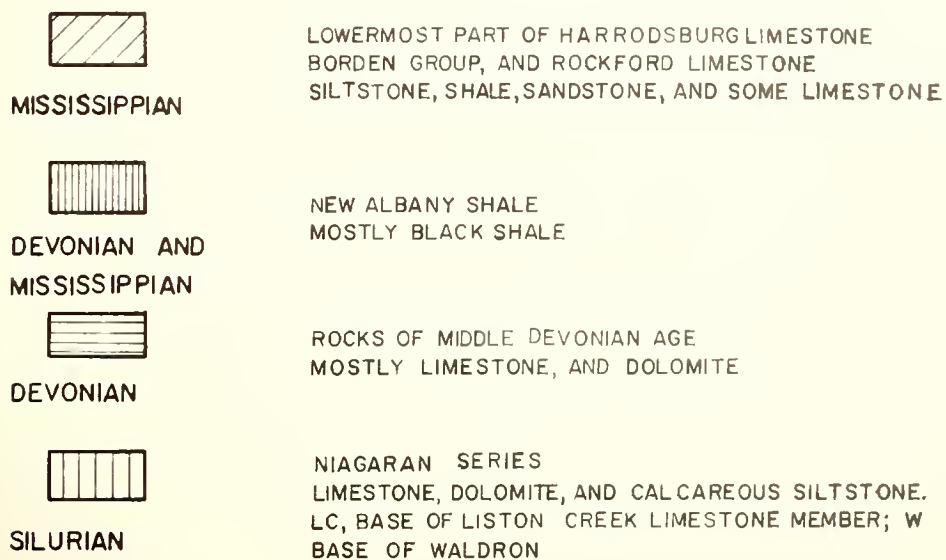 LOWERMOST PART OF HARRODSBURG LIMESTONE
BORDEN GROUP, AND ROCKFORD LIMESTONE
SILTSTONE, SHALE, SANDSTONE, AND SOME LIMESTONE
MISSISSIPPIAN
NEW ALBANY SHALE
MOSTLY BLACK SHALE
DEVONIAN AND
MISSISSIPPIAN
ROCKS OF MIDDLE DEVONIAN AGE
MOSTLY LIMESTONE, AND DOLOMITE
DEVONIAN
NIAGARAN SERIES
LIMESTONE, DOLOMITE, AND CALCAREOUS SILTSTONE.
LC, BASE OF LISTON CREEK LIMESTONE MEMBER; W
BASE OF WALDRON
SILURIAN